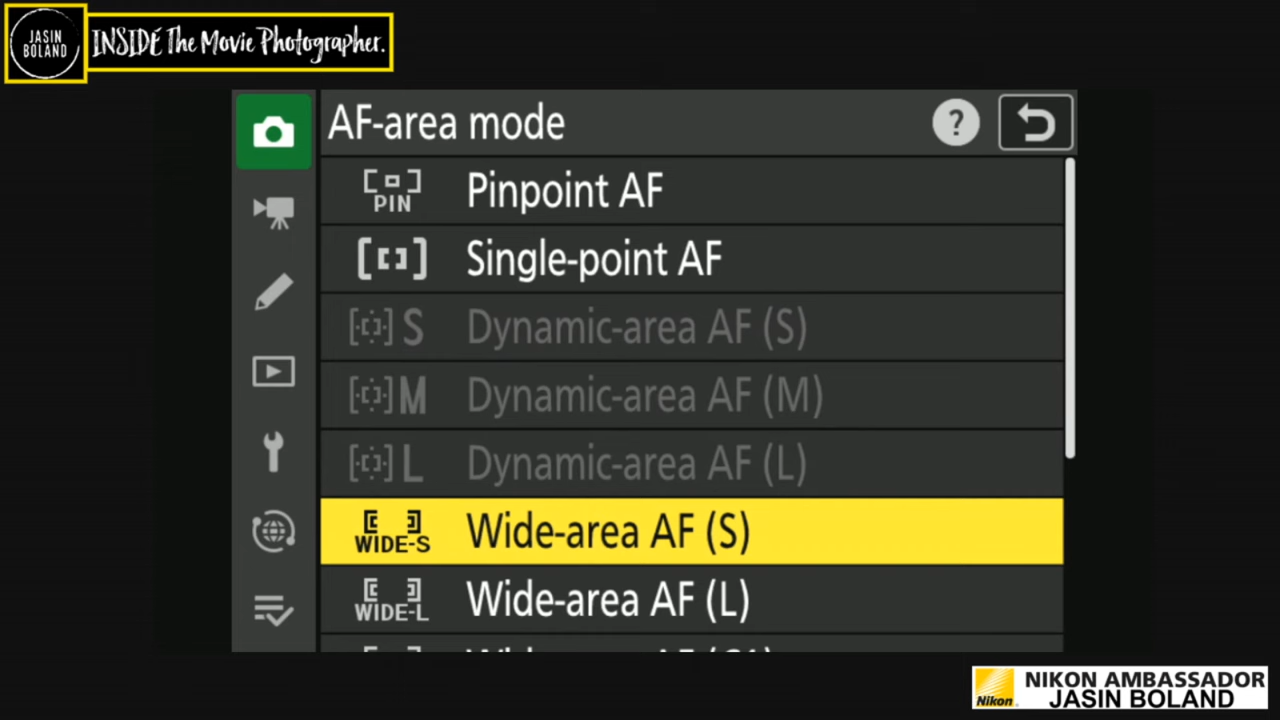 JASIN
BOLAND
INSIDE The Movie Photographer.
AF-area mode
?
PIN
Pinpoint AF
Single-point AF
S
Dynamic-area AF (S)
M
Dynamic-area AF (M)
L
Dynamic-area AF (L)
WIDE-S
Wide-area AF (S)
WIDE-L
Wide-area AF (L)
Nikon
NIKON AMBASSADOR
JASIN BOLAND